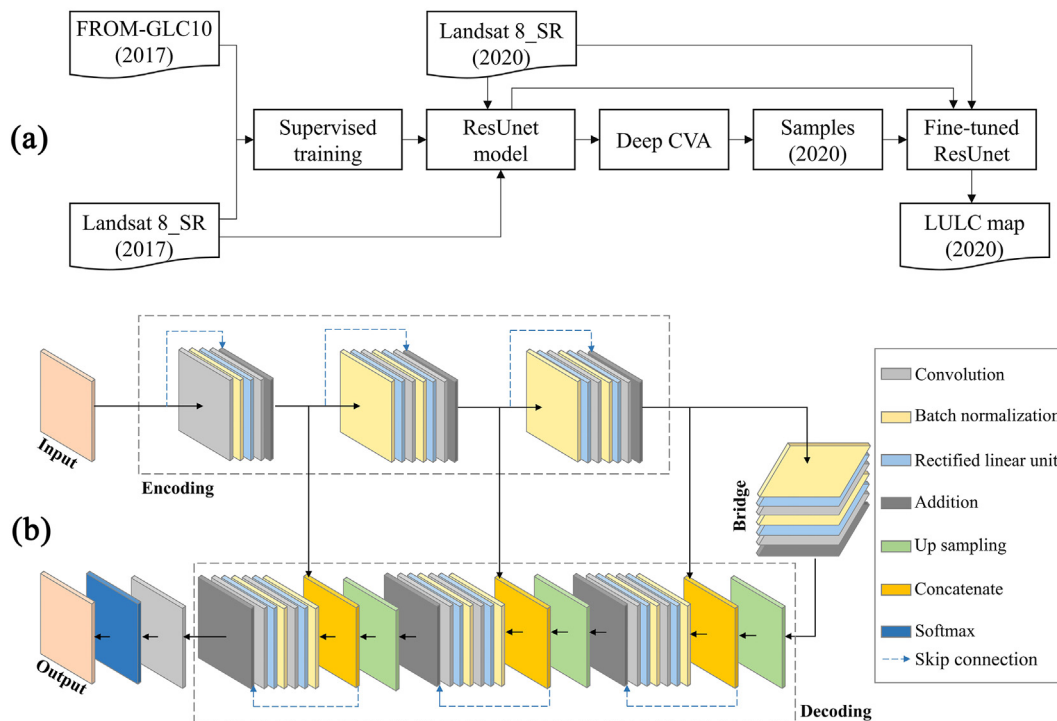 FROM-GLC10
(2017)
Landsat 8_SR
(2020)
(a)
Supervised
training
ResUnet
model
Deep CVA
Samples
(2020)
Fine-tuned
ResUnet
Landsat 8_SR
(2017)
LULC map
(2020)
(b)
Input
Encoding
Bridge
Output
Decoding
Convolution
Batch normalization
Rectified linear unit
Addition
Up sampling
Concatenate
Softmax
Skip connection